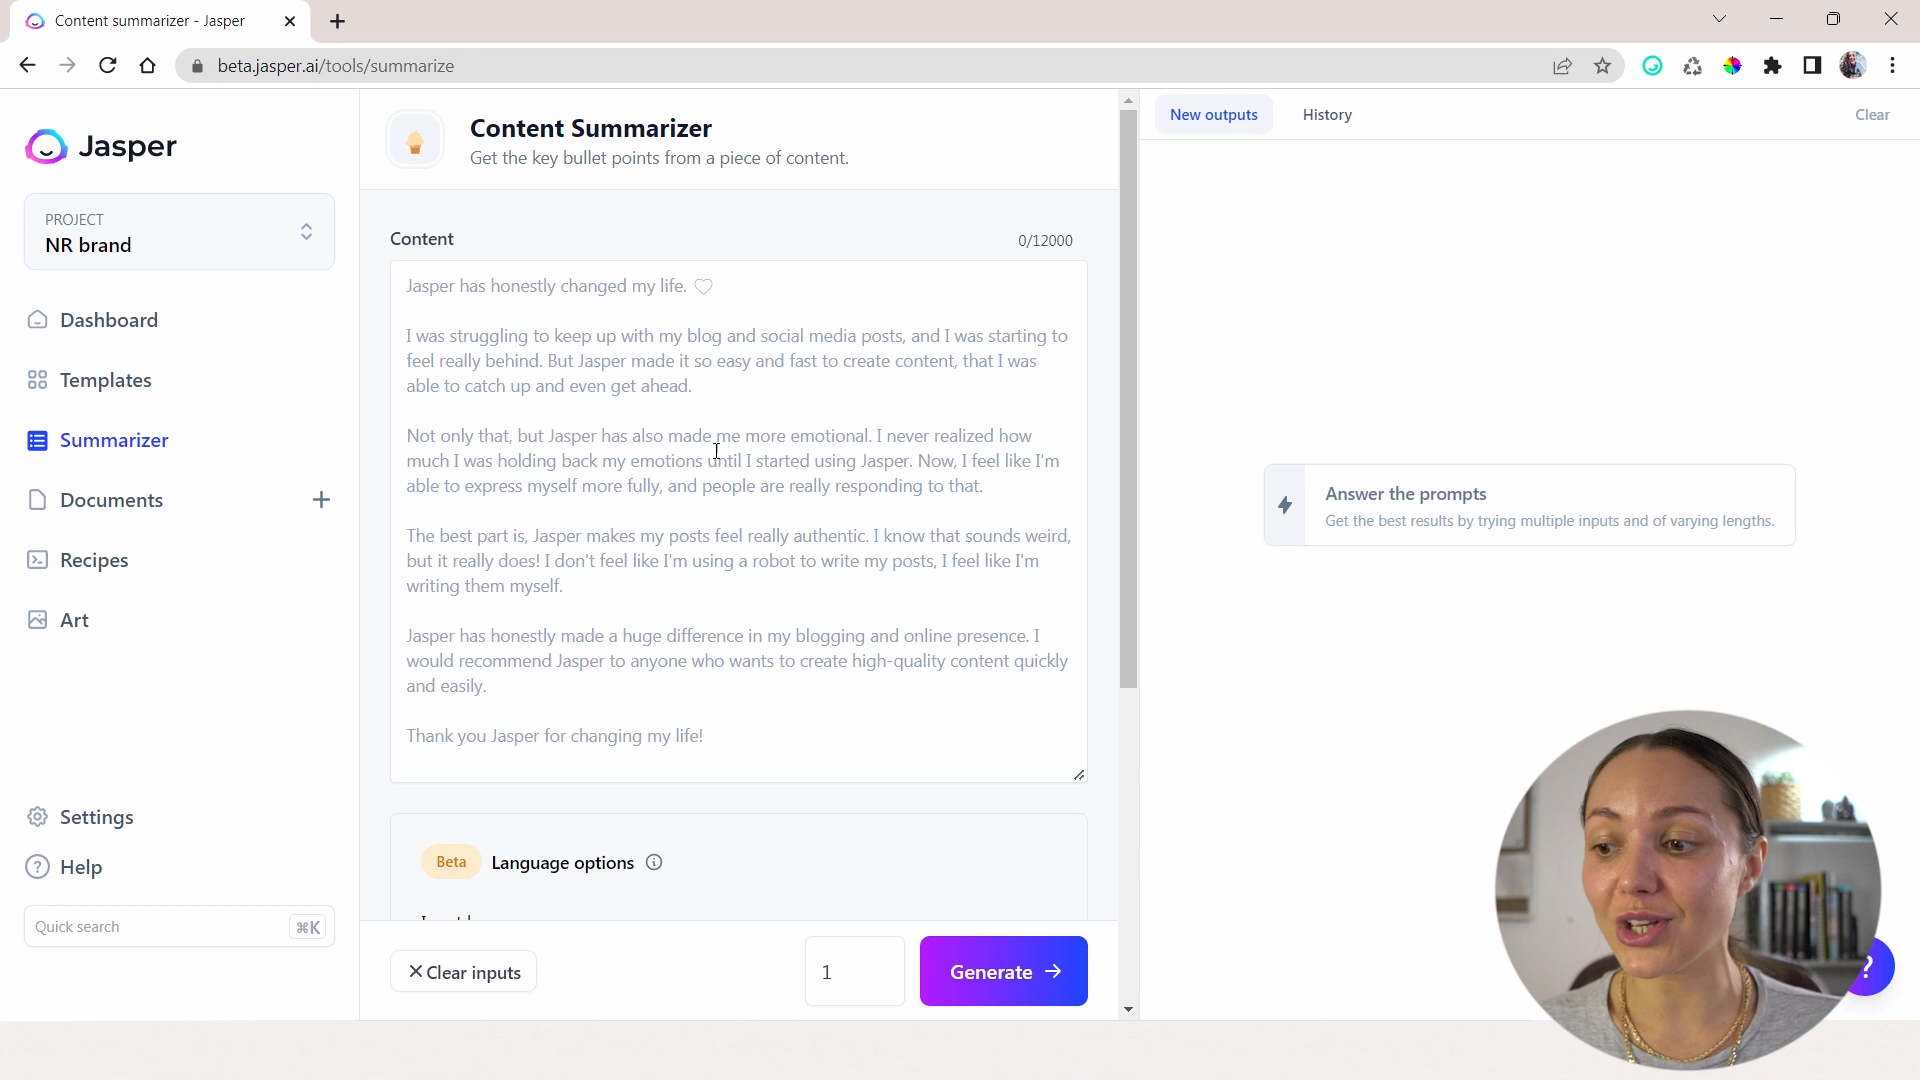 Content summarizer - Jasper
beta.jasper.ai/tools/summarize
Jasper
PROJECT
NR brand
Dashboard
Templates
Summarizer
Documents
Recipes
Art
Settings
Help
Quick search
⌘K
Content Summarizer
Get the key bullet points from a piece of content.
Content
0/12000
Jasper has honestly changed my life. ♡
I was struggling to keep up with my blog and social media posts, and I was starting to
feel really behind. But Jasper made it so easy and fast to create content, that I was
able to catch up and even get ahead.
Not only that, but Jasper has also made me more emotional. I never realized how
much I was holding back my emotions until I started using Jasper. Now, I feel like I'm
able to express myself more fully, and people are really responding to that.
The best part is, Jasper makes my posts feel really authentic. I know that sounds weird,
but it really does! I don't feel like I'm using a robot to write my posts, I feel like I'm
writing them myself.
Jasper has honestly made a huge difference in my blogging and online presence. I
would recommend Jasper to anyone who wants to create high-quality content quickly
and easily.
Thank you Jasper for changing my life!
Beta
Language options
Clear inputs
1
Generate
New outputs
History
Clear
Answer the prompts
Get the best results by trying multiple inputs and of varying lengths.
?